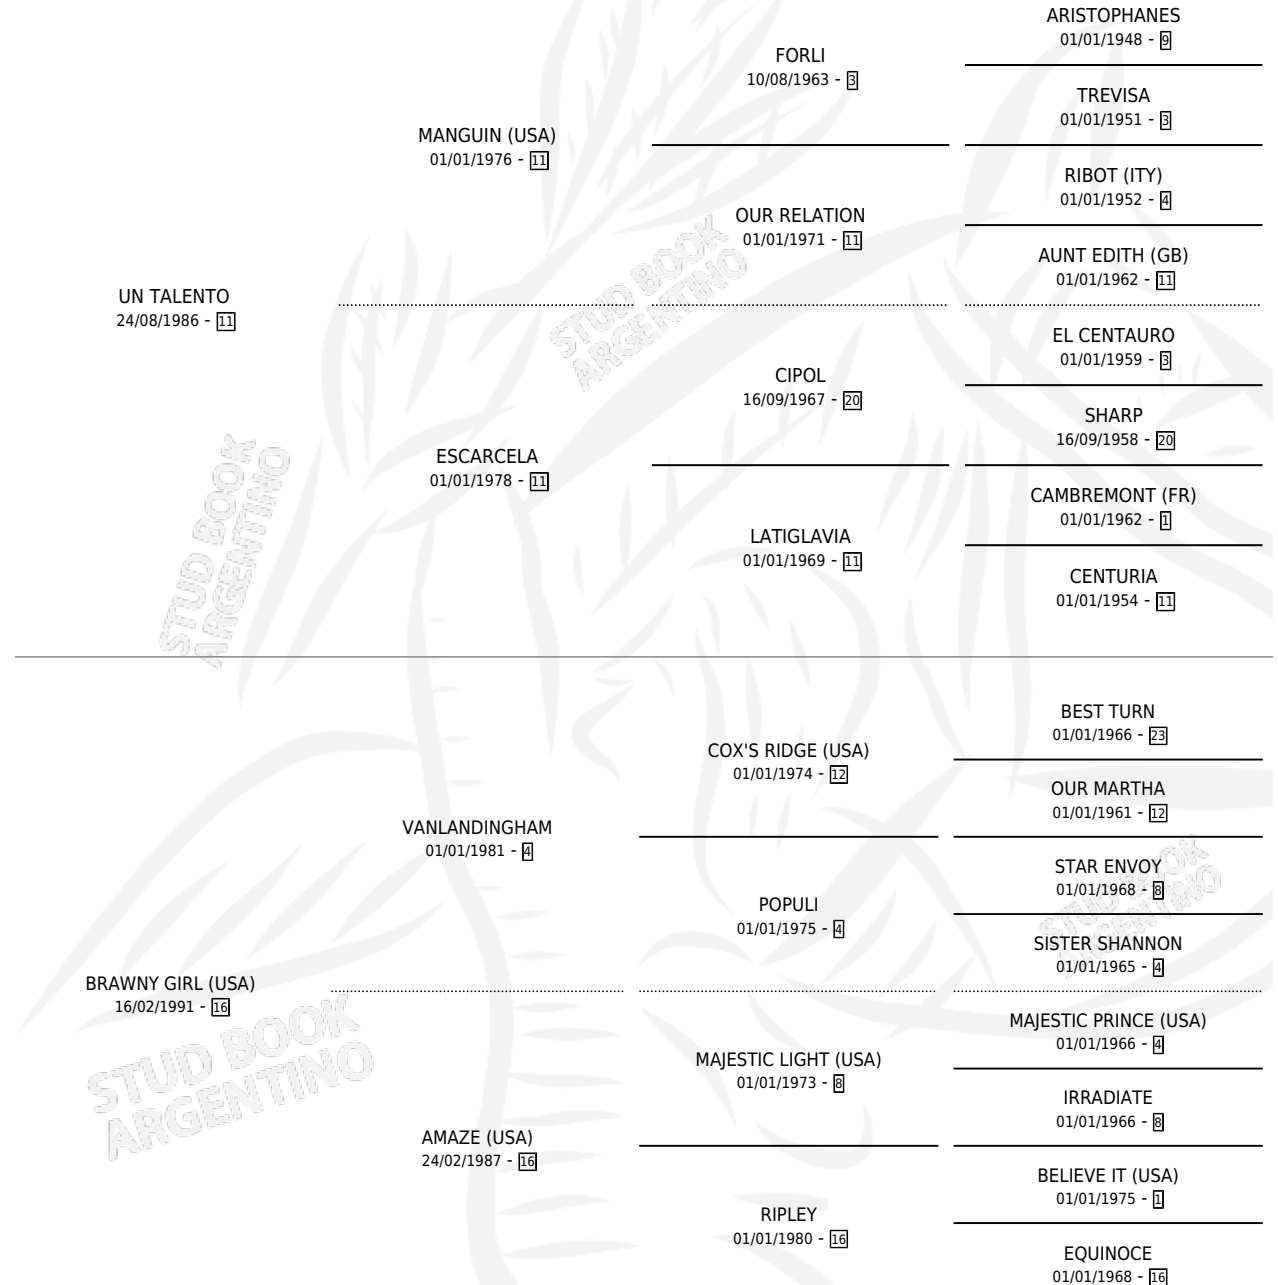 ARISTOPHANES
01/01/1948 - 9
FORLI
10/08/1963 - 3
TREVISA
01/01/1951 - 3
MANGUIN (USA)
01/01/1976 - 11
RIBOT (ITY)
01/01/1952 - 4
OUR RELATION
01/01/1971 - 11
AUNT EDITH (GB)
01/01/1962 - 11
UN TALENTO
24/08/1986 - 11
EL CENTAURO
01/01/1959 - 3
CIPOL
16/09/1967 - 20
SHARP
16/09/1958 - 20
ESCARCELA
01/01/1978 - 11
CAMBREMONT (FR)
01/01/1962 - 1
LATIGLAVIA
01/01/1969 - 11
CENTURIA
01/01/1954 - 11
STUD BOOK
ARGENTINO
STUD BOOK
ARGENTINO
BEST TURN
01/01/1966 - 23
COX'S RIDGE (USA)
01/01/1974 - 12
OUR MARTHA
01/01/1961 - 12
VANLANDINGHAM
01/01/1981 - 4
STAR ENVOY
01/01/1968 - 8
POPULI
01/01/1975 - 4
SISTER SHANNON
01/01/1965 - 4
STUD BOOK
ARGENTINO
BRAWNY GIRL (USA)
16/02/1991 - 16
MAJESTIC PRINCE (USA)
01/01/1966 - 4
MAJESTIC LIGHT (USA)
01/01/1973 - 8
IRRADIATE
01/01/1966 - 8
AMAZE (USA)
24/02/1987 - 16
BELIEVE IT (USA)
01/01/1975 - 1
RIPLEY
01/01/1980 - 16
EQUINOCE
01/01/1968 - 16
STUD BOOK
ARGENTINO